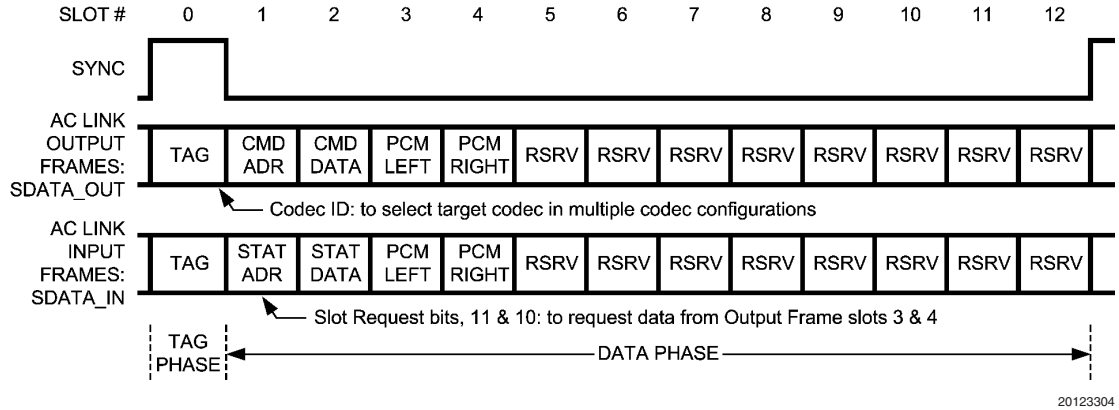 SLOT # 0 1 2 3 4 5 6 7 8 9 10 11 12
SYNC
AC LINK
OUTPUT
FRAMES:
SDATA_OUT
TAG
CMD
ADR
CMD
DATA
PCM
LEFT
PCM
RIGHT
RSRV RSRV RSRV RSRV RSRV RSRV RSRV RSRV
Codec ID: to select target codec in multiple codec configurations
AC LINK
INPUT
FRAMES:
SDATA_IN
TAG
STAT
ADR
STAT
DATA
PCM
LEFT
PCM
RIGHT
RSRV RSRV RSRV RSRV RSRV RSRV RSRV RSRV
Slot Request bits, 11 & 10: to request data from Output Frame slots 3 & 4
TAG
PHASE
DATA PHASE
20123304